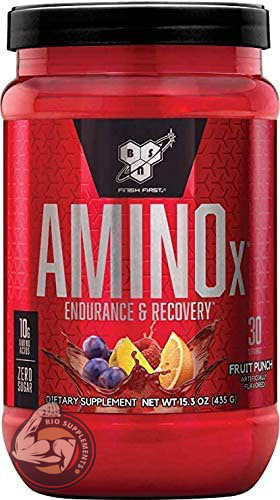 BSN
FINISH FIRST.®
AMINOx®
ENDURANCE & RECOVERY*
10g
AMINO
ACIDS
ZERO
SUGAR
30
SERVINGS
FRUIT PUNCH
ARTIFICIALLY
FLAVORED
DIETARY SUPPLEMENT NET WT 15.3 OZ (435 G)
RIO SUPPLEMENTS